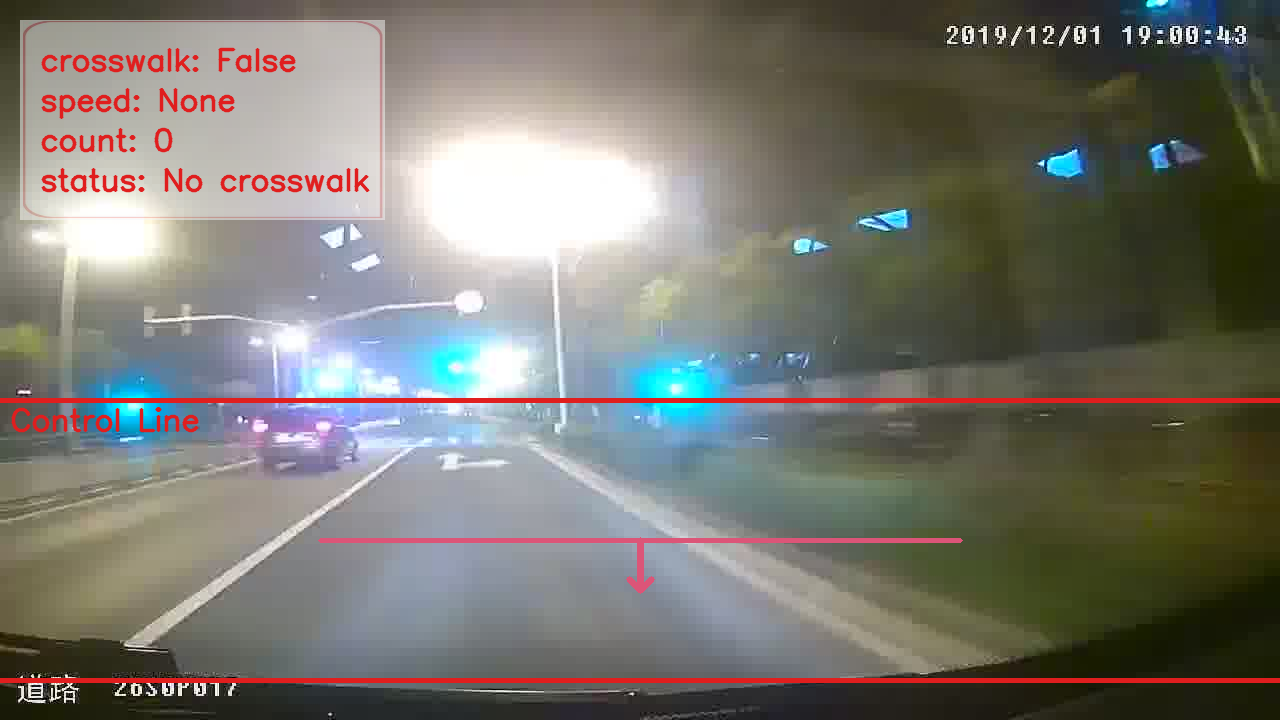 crosswalk: False
speed: None
count: 0
status: No crosswalk
2019/12/01 19:00:43
Control Line
道路